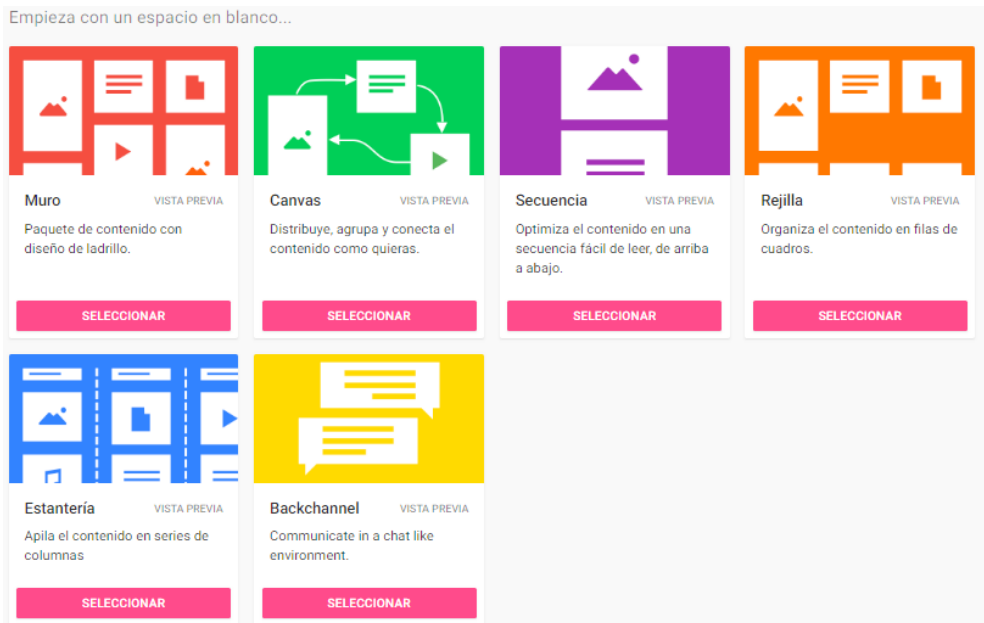 Empieza con un espacio en blanco...
Muro VISTA PREVIA
Paquete de contenido con
diseño de ladrillo.
SELECCIONAR
Canvas VISTA PREVIA
Distribuye, agrupa y conecta el
contenido como quieras.
SELECCIONAR
Secuencia VISTA PREVIA
Optimiza el contenido en una
secuencia fácil de leer, de arriba
a abajo.
SELECCIONAR
Rejilla VISTA PREVIA
Organiza el contenido en filas de
cuadros.
SELECCIONAR
Estantería VISTA PREVIA
Apila el contenido en series de
columnas
SELECCIONAR
Backchannel VISTA PREVIA
Communicate in a chat like
environment.
SELECCIONAR